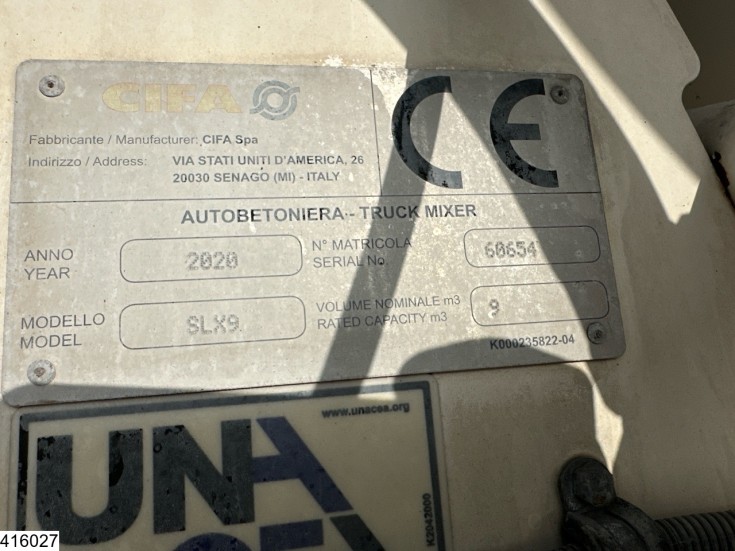 CIFA
CE
Fabbricante / Manufacturer: CIFA Spa
Indirizzo / Address: VIA STATI UNITI D'AMERICA, 26
20030 SENAGO (MI) - ITALY
AUTOBETONIERA - TRUCK MIXER
ANNO
YEAR
2020
N° MATRICOLA
SERIAL No.
60654
MODELLO
MODEL
SLX9
VOLUME NOMINALE m3
RATED CAPACITY m3
9
K000235822-04
www.unacea.org
UNA
K2042000
416027